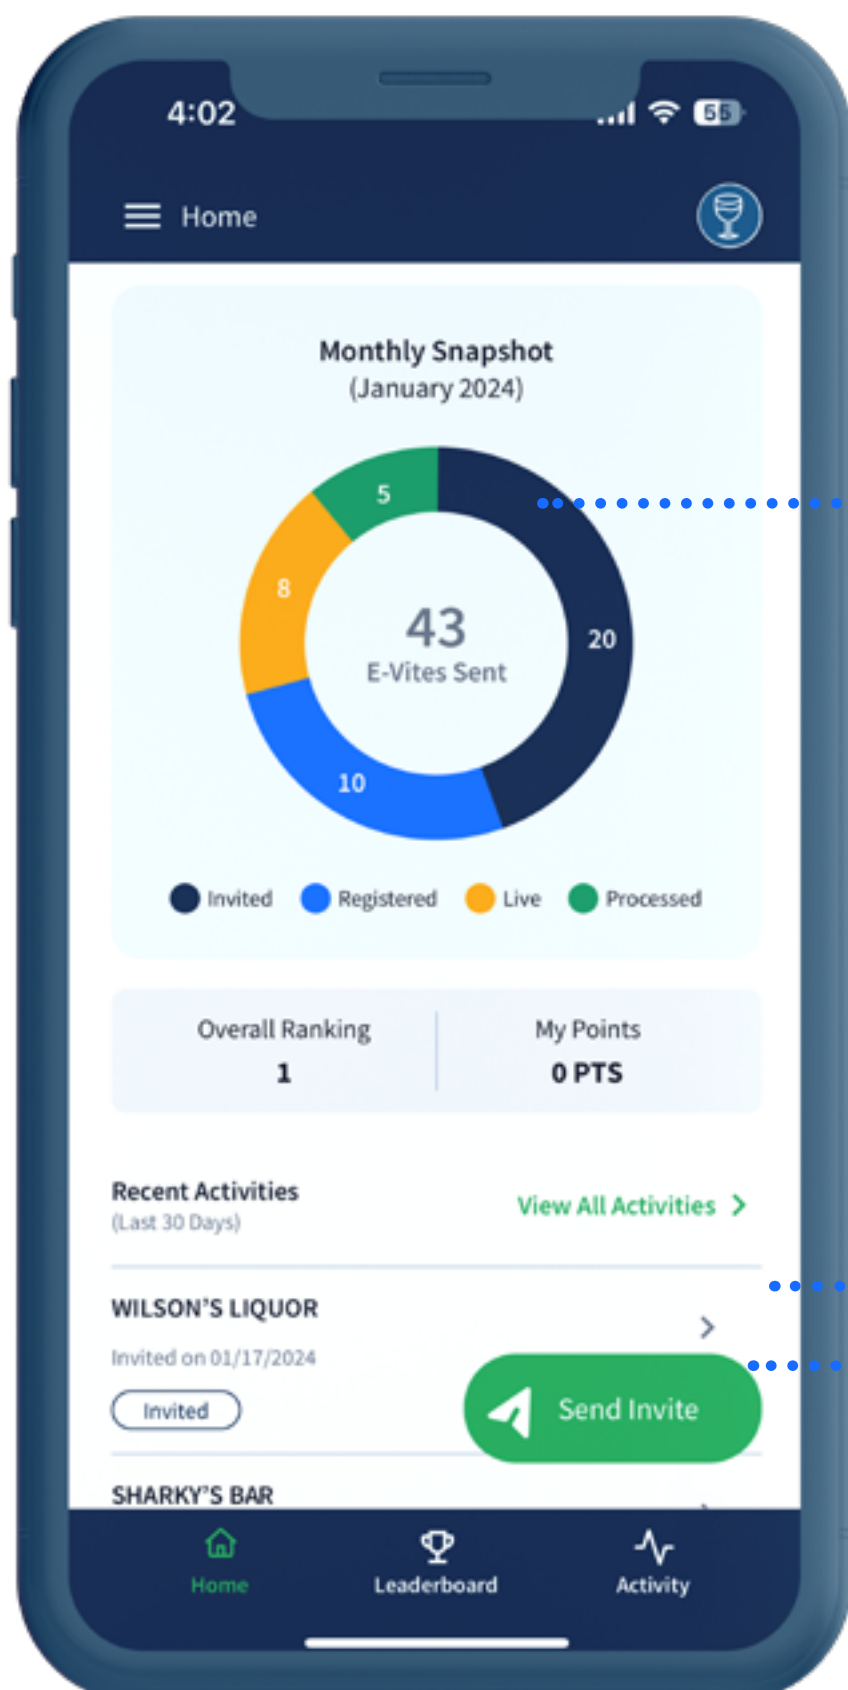 4:02
55
Home
Monthly Snapshot
(January 2024)
5
8
20
43
E-Vites Sent
10
Invited
Registered
Live
Processed
Overall Ranking
My Points
1
0 PTS
Recent Activities
View All Activities
(Last 30 Days)
WILSON'S LIQUOR
Invited on 01/17/2024
Invited
Send Invite
SHARKY'S BAR
Home
Leaderboard
Activity